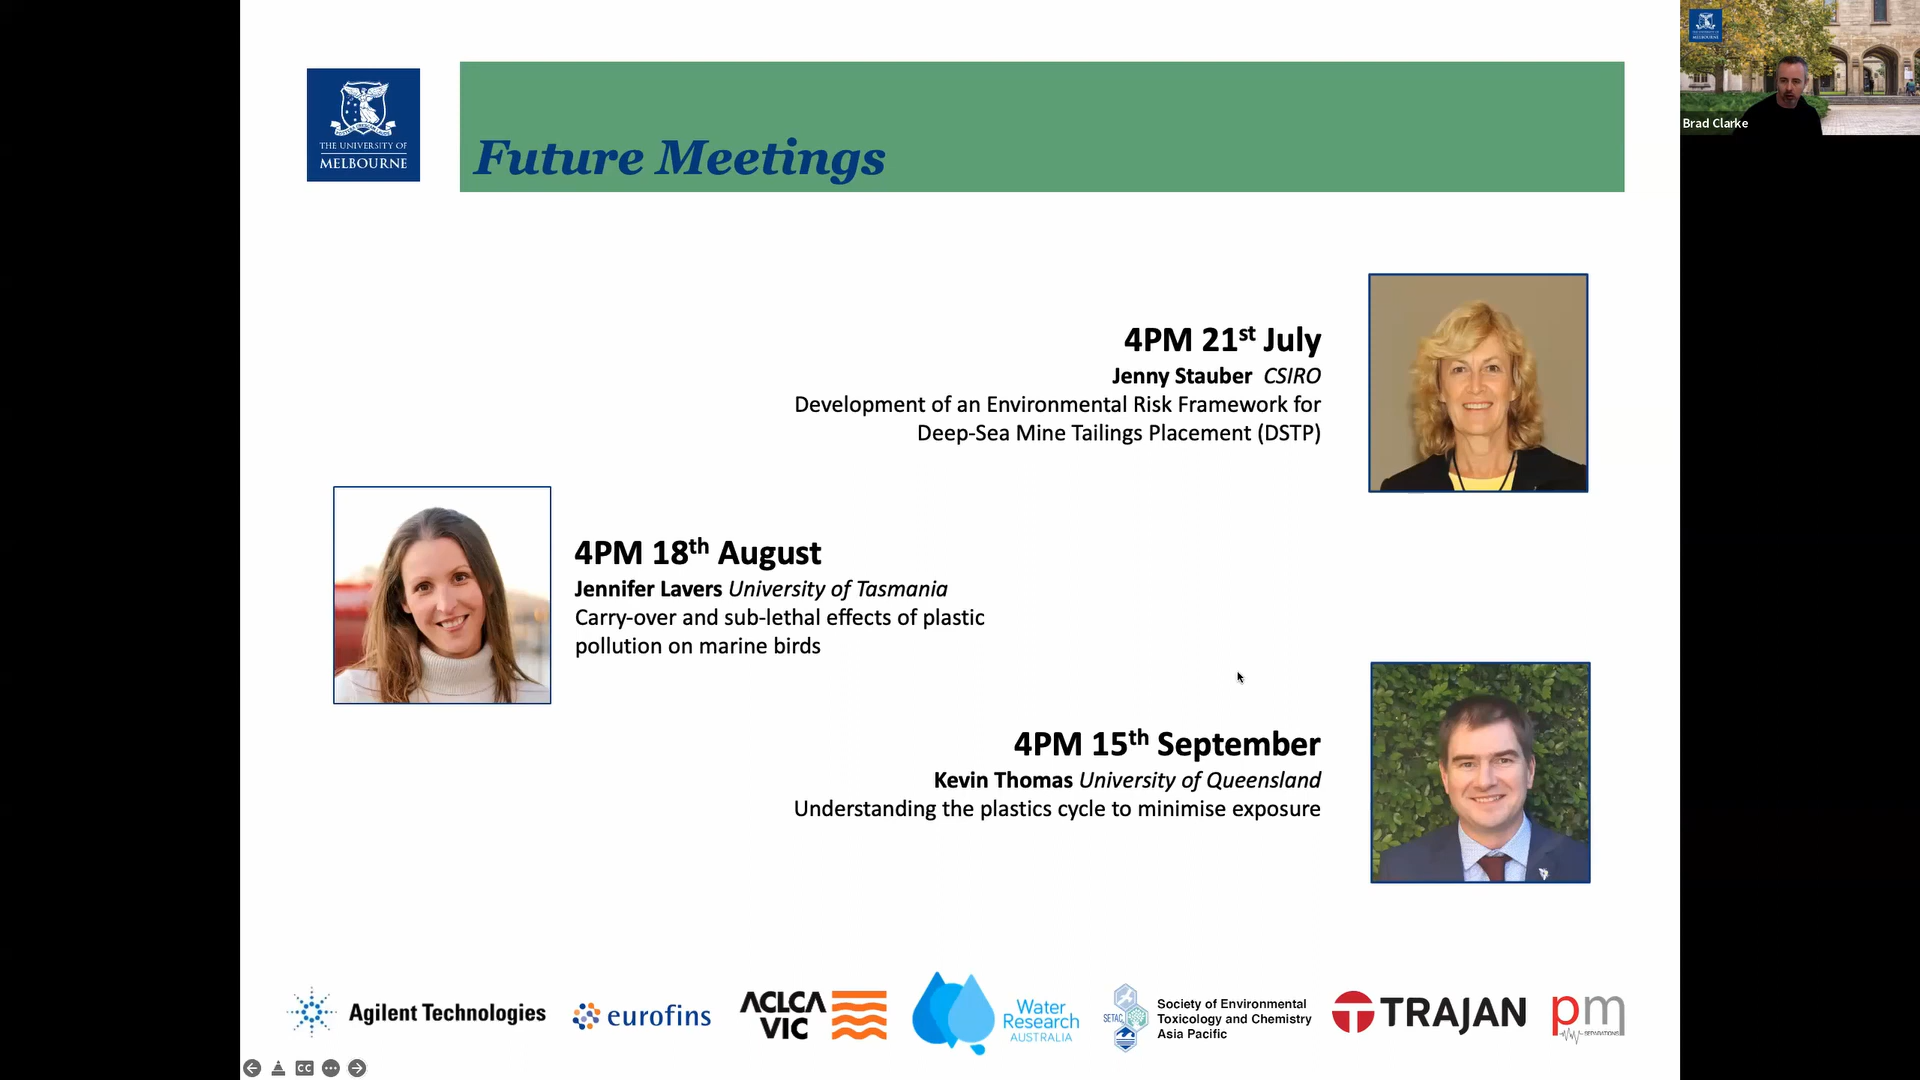 THE UNIVERSITY OF
MELBOURNE
Future Meetings
Brad Clarke
4PM 21st July
Jenny Stauber CSIRO
Development of an Environmental Risk Framework for
Deep-Sea Mine Tailings Placement (DSTP)
4PM 18th August
Jennifer Lavers University of Tasmania
Carry-over and sub-lethal effects of plastic
pollution on marine birds
4PM 15th September
Kevin Thomas University of Queensland
Understanding the plastics cycle to minimise exposure
Agilent Technologies
eurofins
ACLCA
VIC
Water
Research
AUSTRALIA
SETAC
Society of Environmental
Toxicology and Chemistry
Asia Pacific
TRAJAN
pm
SEPARATIONS
CC